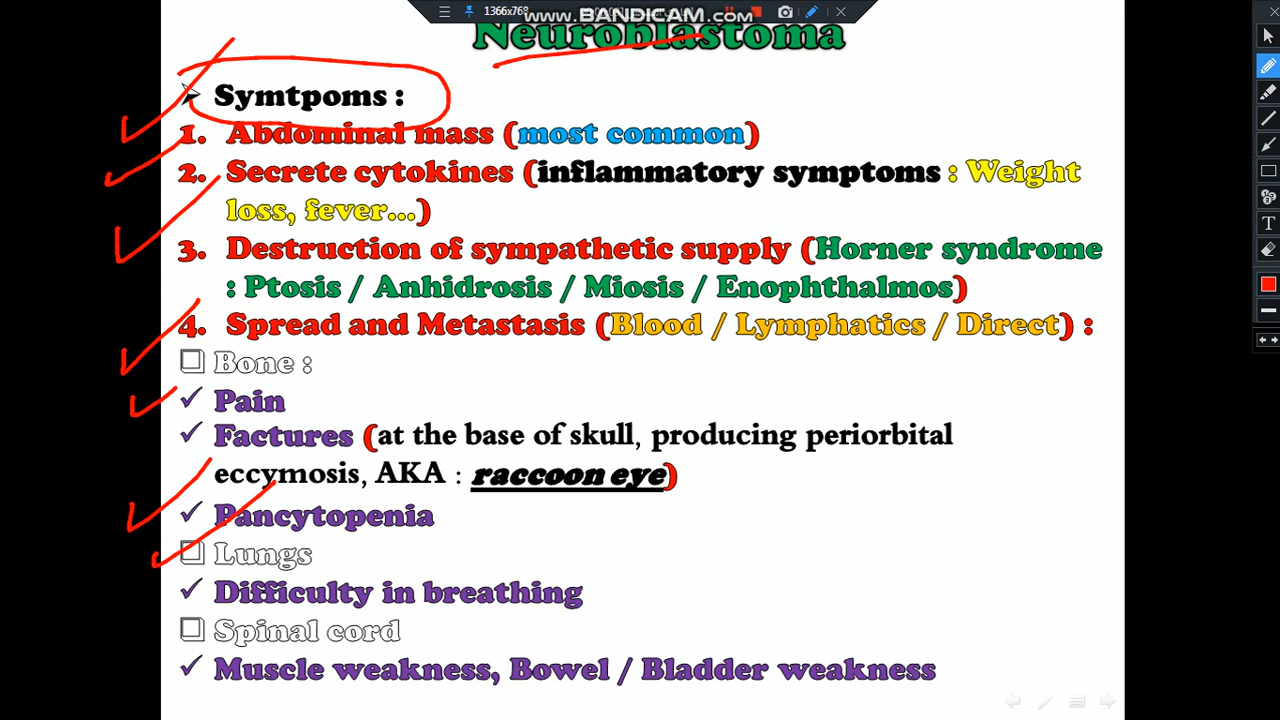 1366x768
www.BANDICAM.com
Neuroblastoma
Symtpoms :
1. Abdominal mass (most common)
2. Secrete cytokines (inflammatory symptoms : Weight
loss, fever...)
3. Destruction of sympathetic supply (Horner syndrome
: Ptosis / Anhidrosis / Miosis / Enophthalmos)
4. Spread and Metastasis (Blood / Lymphatics / Direct) :
Bone :
Pain
Factures (at the base of skull, producing periorbital
eccymosis, AKA : raccoon eye)
Pancytopenia
Lungs
Difficulty in breathing
Spinal cord
Muscle weakness, Bowel / Bladder weakness